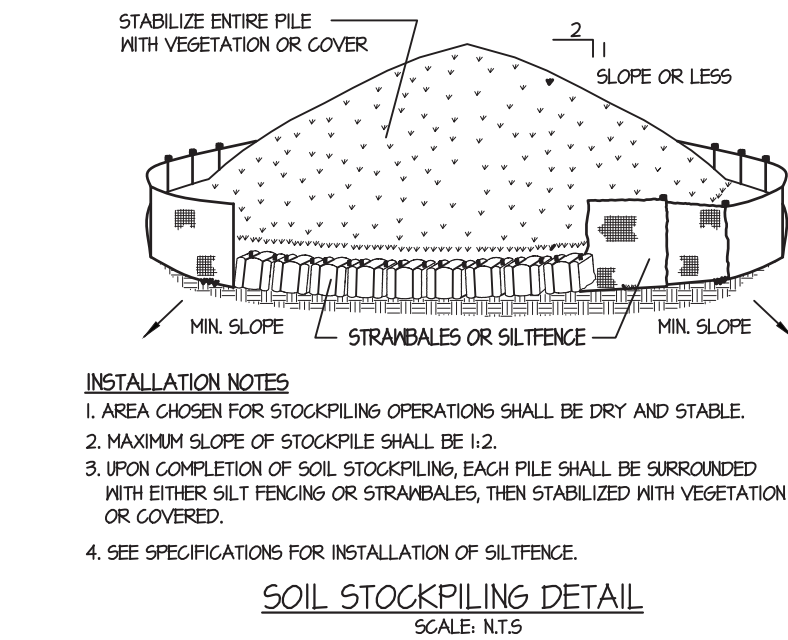 STABILIZE ENTIRE PILE
WITH VEGETATION OR COVER
2
1
SLOPE OR LESS
MIN. SLOPE
STRAWBALES OR SILTFENCE
MIN. SLOPE
INSTALLATION NOTES
1. AREA CHOSEN FOR STOCKPILING OPERATIONS SHALL BE DRY AND STABLE.
2. MAXIMUM SLOPE OF STOCKPILE SHALL BE 1:2.
3. UPON COMPLETION OF SOIL STOCKPILING, EACH PILE SHALL BE SURROUNDED
WITH EITHER SILT FENCING OR STRAWBALES, THEN STABILIZED WITH VEGETATION
OR COVERED.
4. SEE SPECIFICATIONS FOR INSTALLATION OF SILTFENCE.
SOIL STOCKPILING DETAIL
SCALE: N.T.S